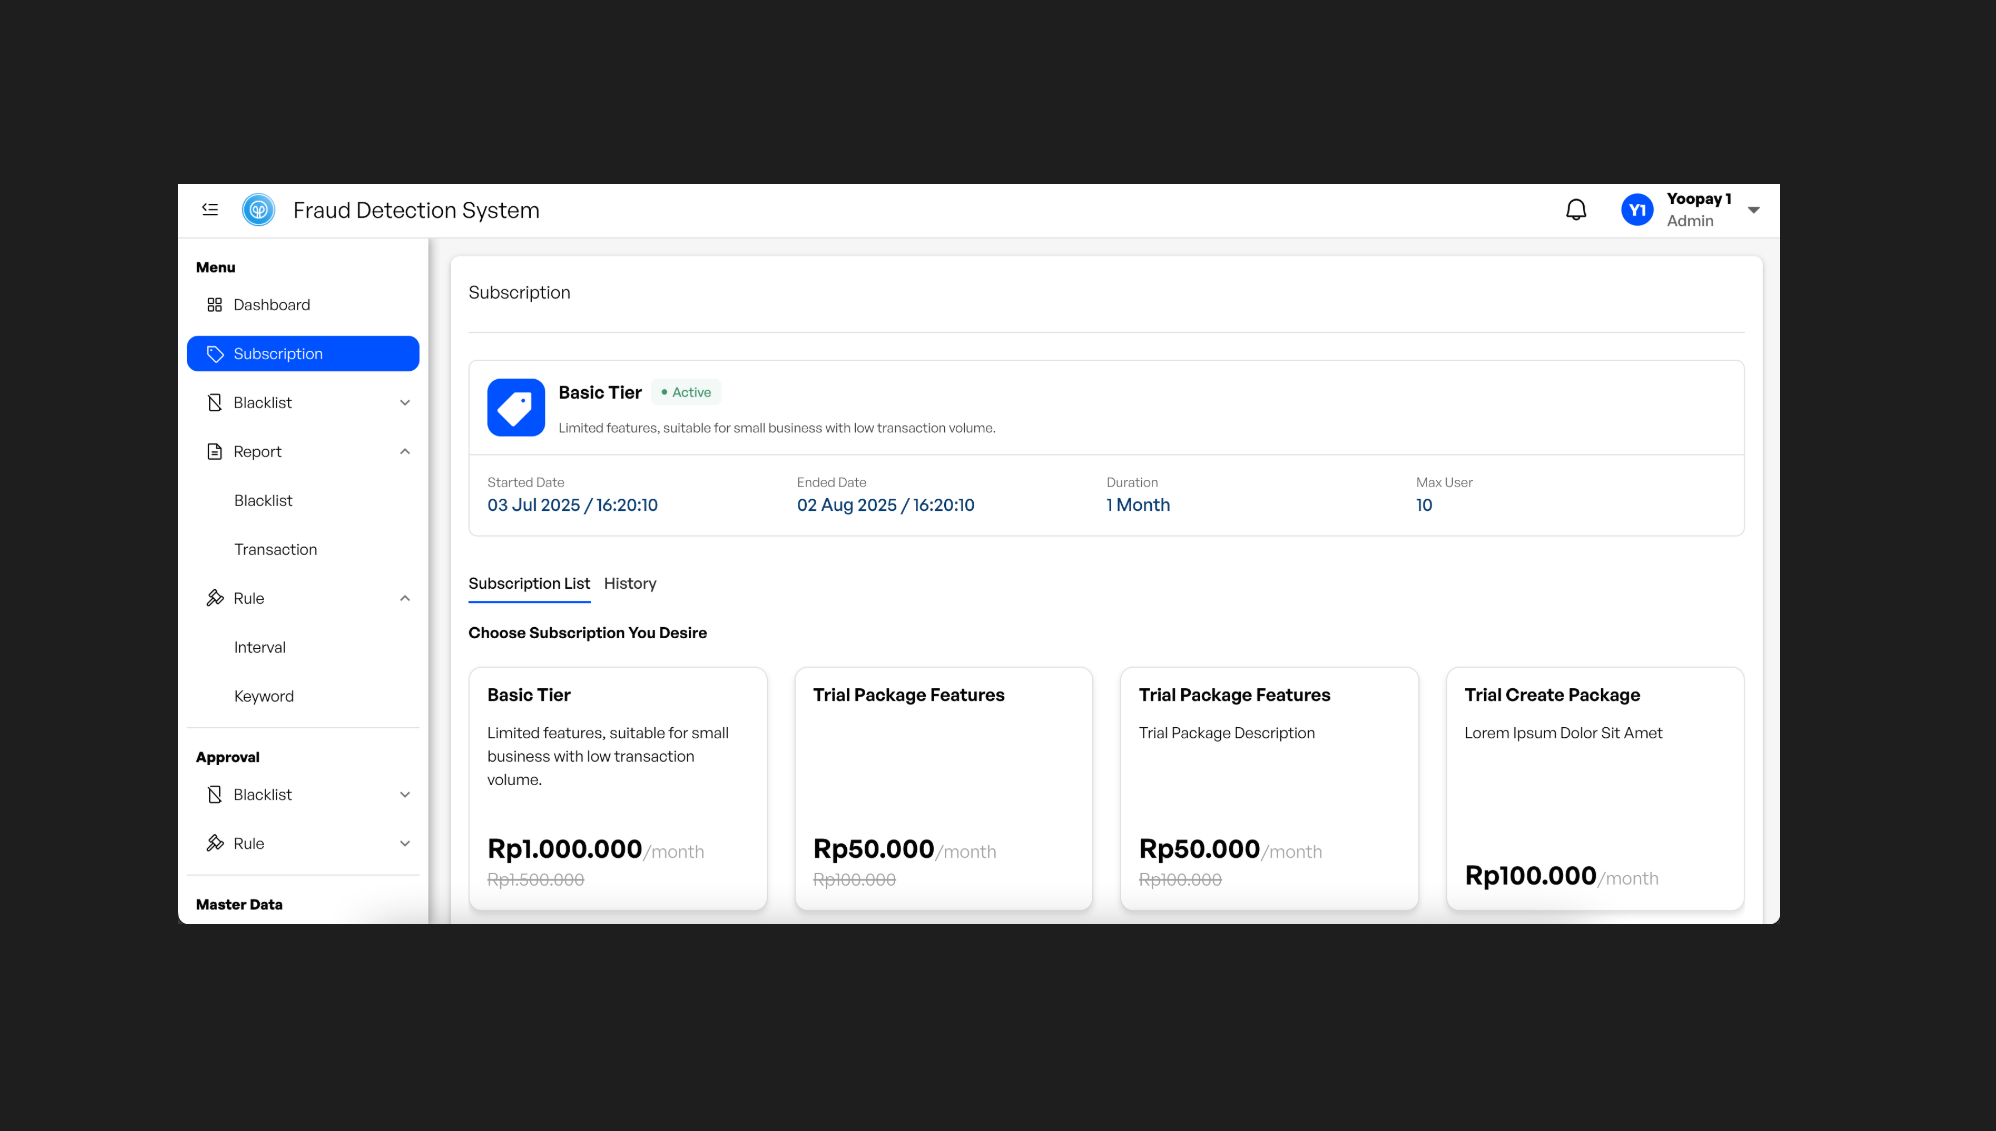 Fraud Detection System
Y1
Yoopay 1
Admin
Menu
Dashboard
Subscription
Blacklist
Report
Blacklist
Transaction
Rule
Interval
Keyword
Approval
Blacklist
Rule
Master Data
Subscription
Basic Tier
Active
Limited features, suitable for small business with low transaction volume.
Started Date
03 Jul 2025 / 16:20:10
Ended Date
02 Aug 2025 / 16:20:10
Duration
1 Month
Max User
10
Subscription List
History
Choose Subscription You Desire
Basic Tier
Limited features, suitable for small
business with low transaction
volume.
Rp1.000.000/month
Rp1.500.000
Trial Package Features
Rp50.000/month
Rp100.000
Trial Package Features
Trial Package Description
Rp50.000/month
Rp100.000
Trial Create Package
Lorem Ipsum Dolor Sit Amet
Rp100.000/month